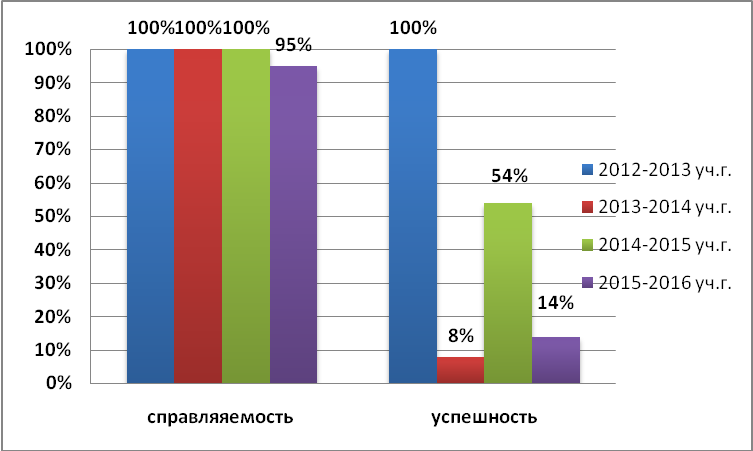 100% 100% 100% 95% 100%
100%
90%
80%
70%
60%
50%
40%
30%
20%
10%
0%
54%
14%
8%
справляяемость успешность
2012-2013 уч.г.
2013-2014 уч.г.
2014-2015 уч.г.
2015-2016 уч.г.